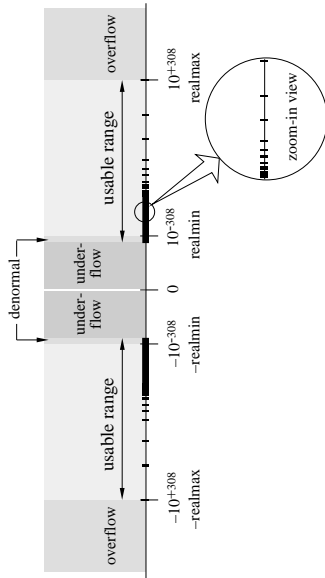 denormal
overflow
usable range
under-
flow
under-
flow
usable range
overflow
−10+308
−realmax
−10-308
−realmin
0
10-308
realmin
10+308
realmax
zoom-in view